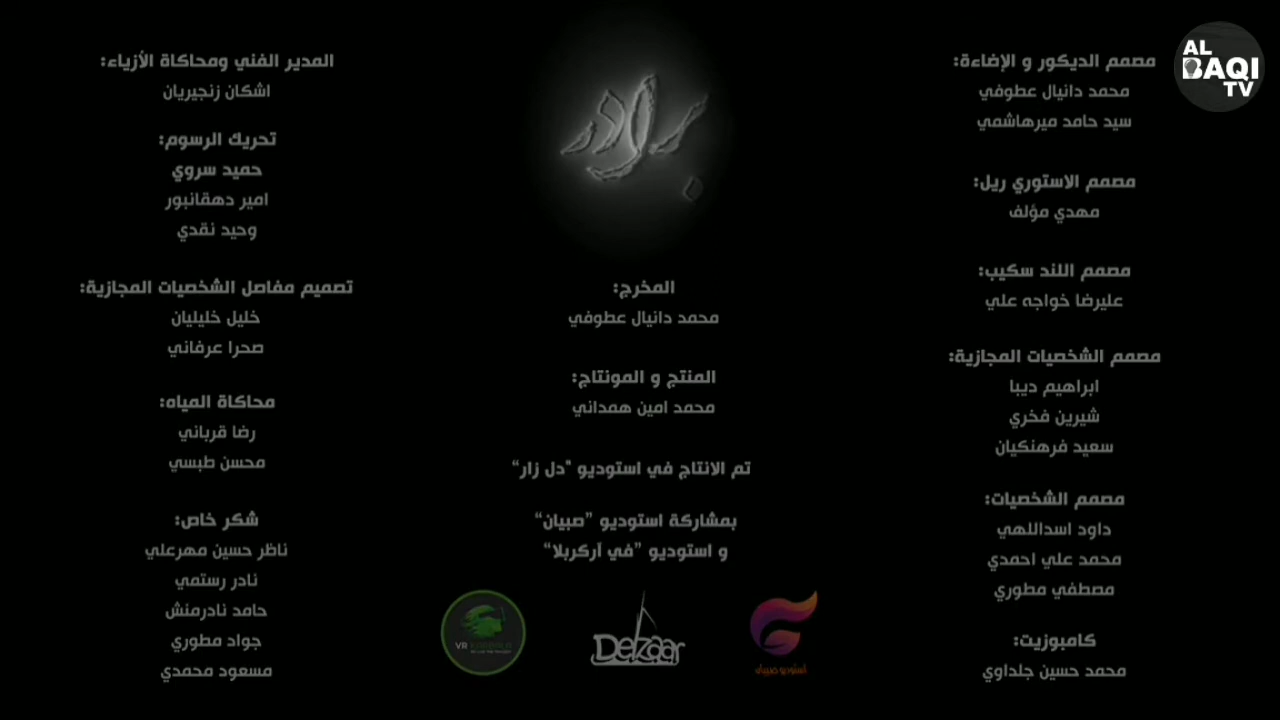 AL
BAQI
TV
مصمم الديكور و الإضاءة:
محمد دانيال عطوفي
سيد حامد ميرهاشمي
مصمم الاستوري ريل:
مهدي مؤلف
مصمم اللند سكيب:
عليرضا خواجه علي
مصمم الشخصيات المجازية:
ابراهيم ديبا
شيرين فخري
سعيد فرهنكيان
مصمم الشخصيات:
داود اسداللهي
محمد علي احمدي
مصطفي مطوري
كامبوزيت:
محمد حسين جلداوي
برادر
المخرج:
محمد دانيال عطوفي
المنتج و المونتاج:
محمد امين همداني
تم الانتاج في استوديو "دل زار“
بمشاركة استوديو ”صبيان“
و استوديو ”في آركربلا“
VR
Delzaar
استوديو صبيان
المدير الفني ومحاكاة الأزياء:
اشكان زنجيريان
تحريك الرسوم:
حميد سروي
امير دهقانبور
وحيد نقدي
تصميم مفاصل الشخصيات المجازية:
خليل خليليان
صحرا عرفاني
محاكاة المياه:
رضا قرباني
محسن طبسي
شكر خاص:
ناظر حسين مهرعلي
نادر رستمي
حامد نادرمنش
جواد مطوري
مسعود محمدي